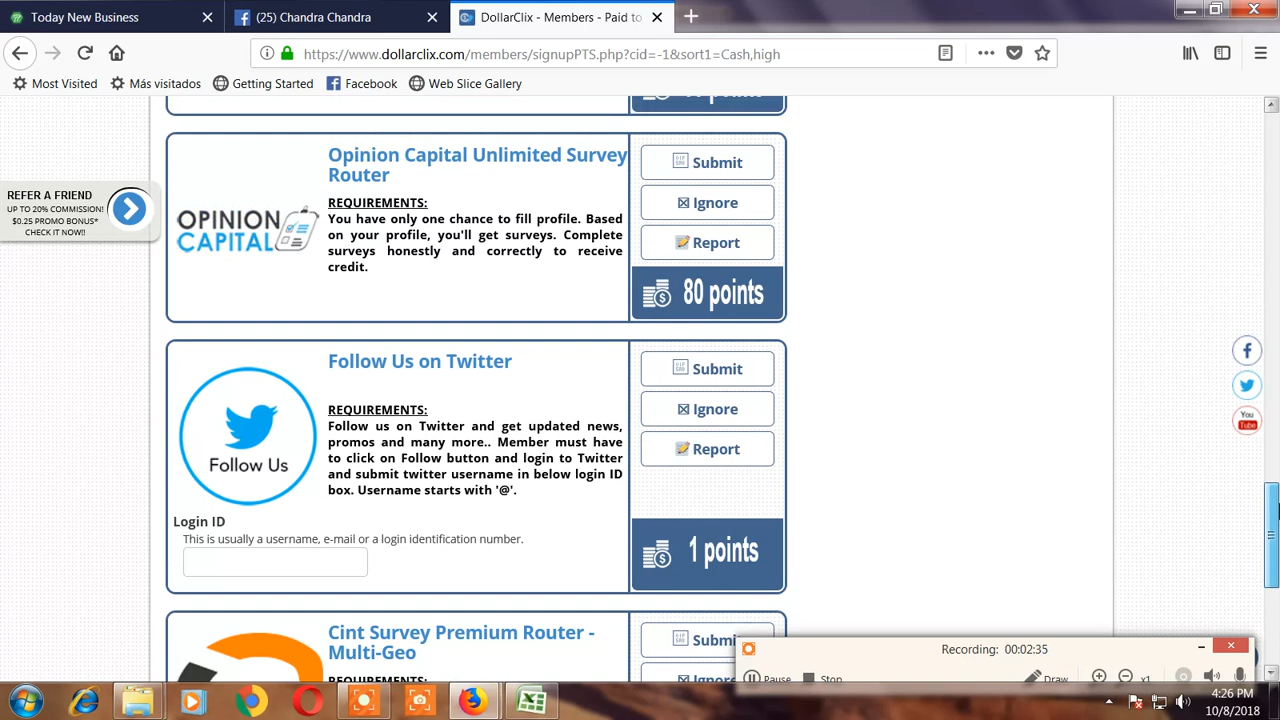 Today New Business
(25) Chandra Chandra
DollarClix - Members - Paid to
https://www.dollarclix.com/members/signupPTS.php?cid=-1&sort1=Cash,high
Most Visited
Más visitados
Getting Started
Facebook
Web Slice Gallery
REFER A FRIEND
UP TO 20% COMMISSION!
$0.25 PROMO BONUS*
CHECK IT NOW!!
OPINION
CAPITAL
Opinion Capital Unlimited Survey
Router
REQUIREMENTS:
You have only one chance to fill profile. Based
on your profile, you'll get surveys. Complete
surveys honestly and correctly to receive
credit.
Submit
Ignore
Report
80 points
Follow Us
Follow Us on Twitter
REQUIREMENTS:
Follow us on Twitter and get updated news,
promos and many more.. Member must have
to click on Follow button and login to Twitter
and submit twitter username in below login ID
box. Username starts with '@'.
Login ID
This is usually a username, e-mail or a login identification number.
Submit
Ignore
Report
1 points
You
Tube
Cint Survey Premium Router -
Multi-Geo
REQUIREMENTS:
Submi
Ignore
Recording: 00:02:35
Pause
Stop
Draw
x1
4:26 PM
10/8/2018